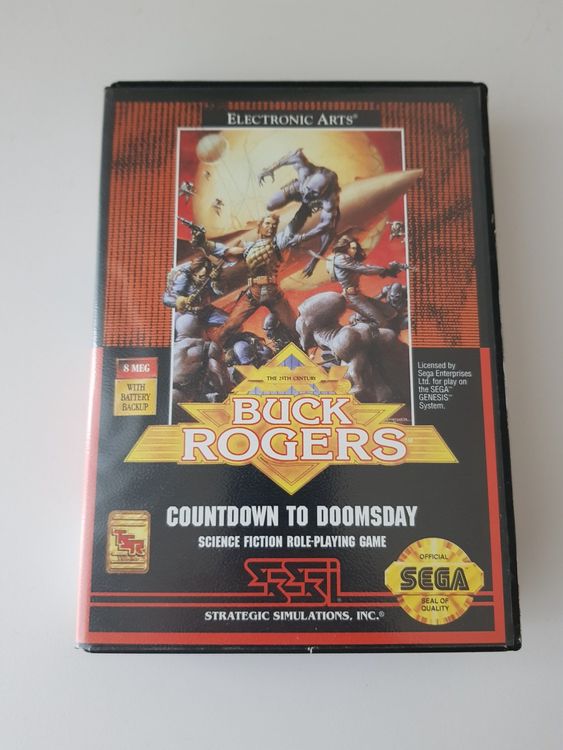 ELECTRONIC ARTS®
8 MEG
WITH
BATTERY
BACKUP
Licensed by
Sega Enterprises
Ltd. for play on
the SEGA™
GENESIS™
System.
THE 25TH CENTURY
BUCK
ROGERS™
COUNTDOWN TO DOOMSDAY
SCIENCE FICTION ROLE-PLAYING GAME
TSR
SSI
STRATEGIC SIMULATIONS, INC.®
OFFICIAL
SEGA
SEAL OF
QUALITY